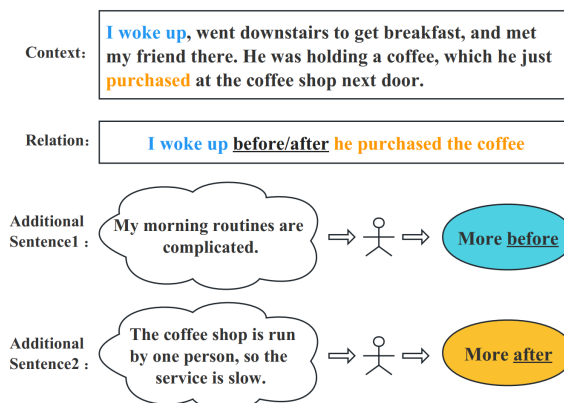 Context:
I woke up, went downstairs to get breakfast, and met
my friend there. He was holding a coffee, which he just
purchased at the coffee shop next door.
Relation:
I woke up before/after he purchased the coffee
Additional
Sentence1 :
My morning routines are
complicated.
More before
Additional
Sentence2 :
The coffee shop is run
by one person, so the
service is slow.
More after